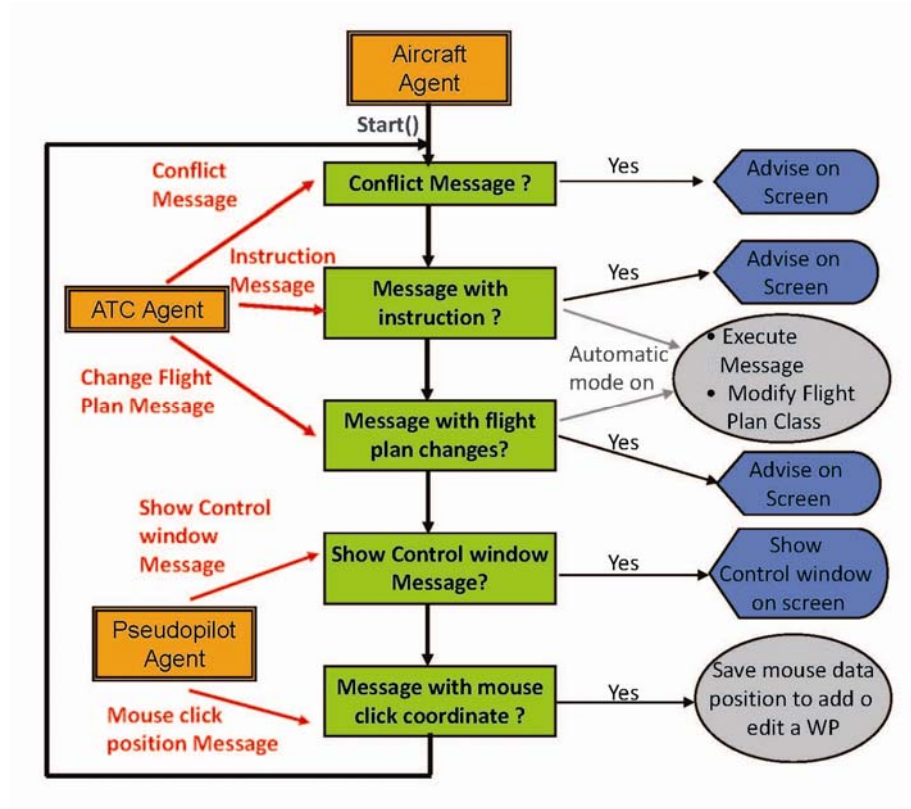 Aircraft
Agent
Start()
Conflict
Message
Conflict Message ?
Yes
Advise on
Screen
Instruction
Message
ATC Agent
Message with
instruction ?
Yes
Advise on
Screen
Automatic
mode on
• Execute
Message
• Modify Flight
Plan Class
Change Flight
Plan Message
Message with flight
plan changes?
Yes
Advise on
Screen
Show Control
window
Message
Show Control window
Message?
Yes
Show
Control window
on screen
Pseudopilot
Agent
Mouse click
position Message
Message with mouse
click coordinate ?
Yes
Save mouse data
position to add o
edit a WP